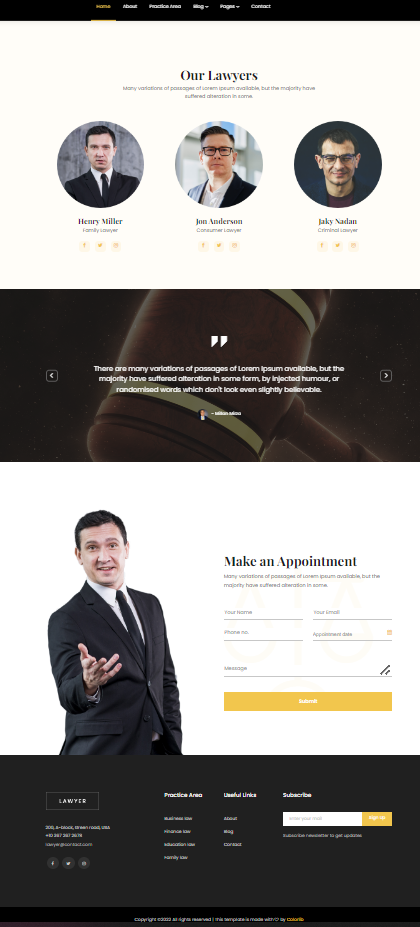 Home About Practice Area Blog Pages Contact
Our Lawyers
Many variations of passages of Lorem Ipsum available, but the majority have
suffered alteration in some.
Henry Miller
Family Lawyer
Jon Anderson
Consumer Lawyer
Jaky Nadan
Criminal Lawyer
There are many variations of passages of Lorem Ipsum available, but the
majority have suffered alteration in some form, by injected humour, or
randomised words which don't look even slightly believable.
Make an Appointment
Many variations of passages of Lorem Ipsum available, but the
majority have suffered alteration in some.
Your Name
Your Email
Phone no.
Appointment date
Message
Submit
LAWYER
200, A-block, Green road, USA
+10 367 267 2678
lawyer@contact.com
Practice Area
Business law
Finance law
Education law
Family law
Useful Links
About
Blog
Contact
Subscribe
Enter your mail
Sign Up
Subscribe newsletter to get updates
Copyright ©2022 All rights reserved | This template is made with ♡ by Colorlib